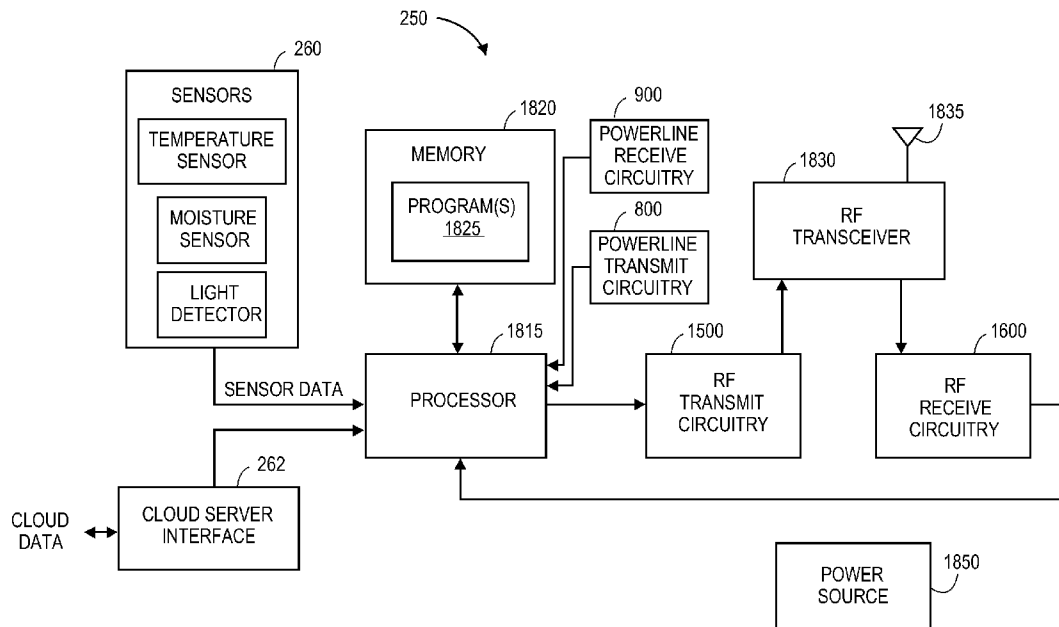 250
260
SENSORS
TEMPERATURE
SENSOR
MOISTURE
SENSOR
LIGHT
DETECTOR
SENSOR DATA
1820
MEMORY
PROGRAM(S)
1825
900
POWERLINE
RECEIVE
CIRCUITRY
800
POWERLINE
TRANSMIT
CIRCUITRY
1835
1830
RF
TRANSCEIVER
1815
PROCESSOR
1500
RF
TRANSMIT
CIRCUITRY
1600
RF
RECEIVE
CIRCUITRY
262
CLOUD
DATA
CLOUD SERVER
INTERFACE
1850
POWER
SOURCE